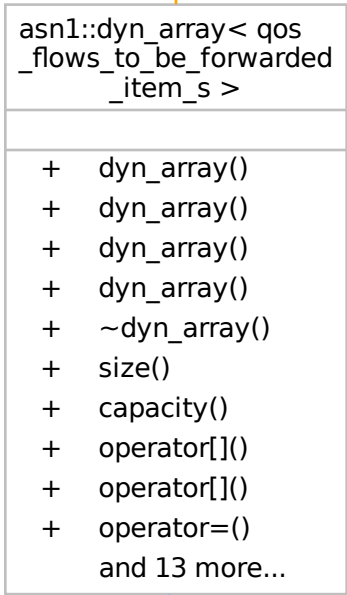 asn1::dyn_array< qos
_flows_to_be_forwarded
_item_s >
+ dyn_array()
+ dyn_array()
+ dyn_array()
+ dyn_array()
+ ~dyn_array()
+ size()
+ capacity()
+ operator[]()
+ operator[]()
+ operator=()
and 13 more...